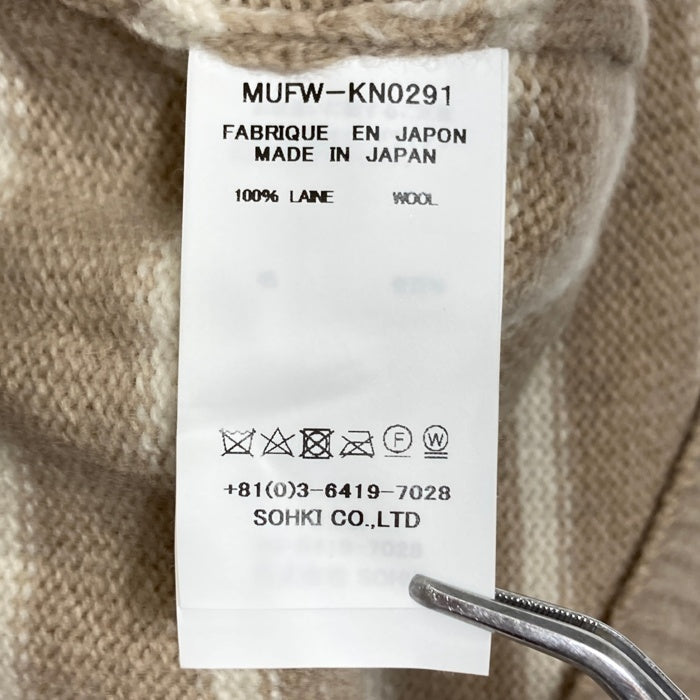 MUFW-KN0291
FABRIQUE EN JAPON
MADE IN JAPAN
100% LAINE WOOL
F W
+81(0)3-6419-7028
SOHKI CO.,LTD